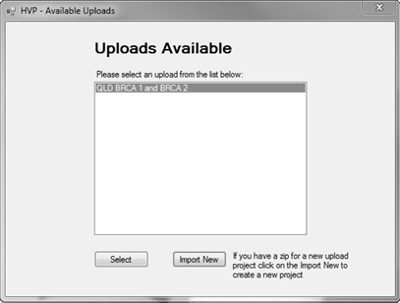 HVP - Available Uploads
Uploads Available
Please select an upload from the list below:
QLD BRCA 1 and BRCA 2
Select
Import New
If you have a zip for a new upload
project click on the Import New to
create a new project